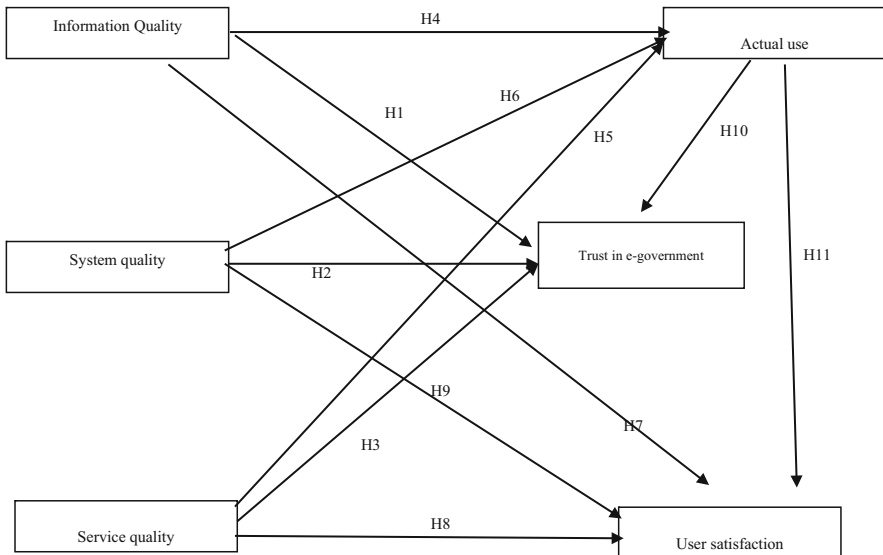 Information Quality
H4
Actual use
H6
H1
H5
H10
System quality
H2
Trust in e-government
H11
H9
H3
H7
Service quality
H8
User satisfaction